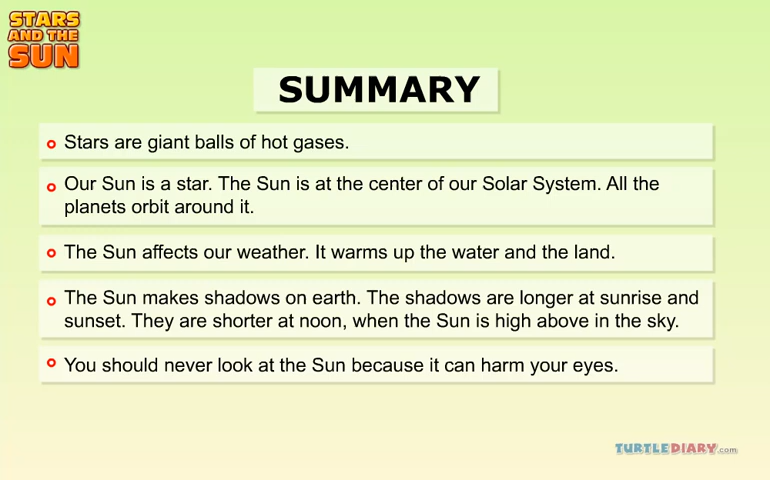 STARS
AND THE
SUN
SUMMARY
Stars are giant balls of hot gases.
Our Sun is a star. The Sun is at the center of our Solar System. All the
planets orbit around it.
The Sun affects our weather. It warms up the water and the land.
The Sun makes shadows on earth. The shadows are longer at sunrise and
sunset. They are shorter at noon, when the Sun is high above in the sky.
You should never look at the Sun because it can harm your eyes.
TURTLEDIARY.com